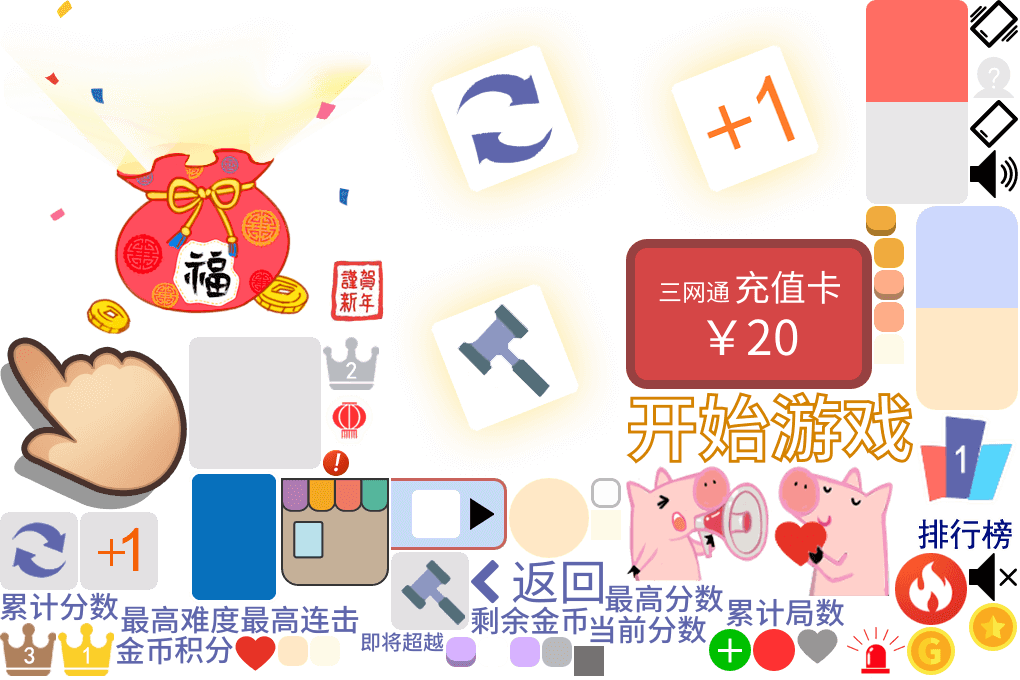 +1
福
謹賀
新年
三网通 充值卡
￥20
开始游戏
2
!
1
排行榜
+1
返回
累计分数
最高难度
最高连击
剩余金币
最高分数
累计局数
当前分数
金币积分
即将超越
3
1
G
?